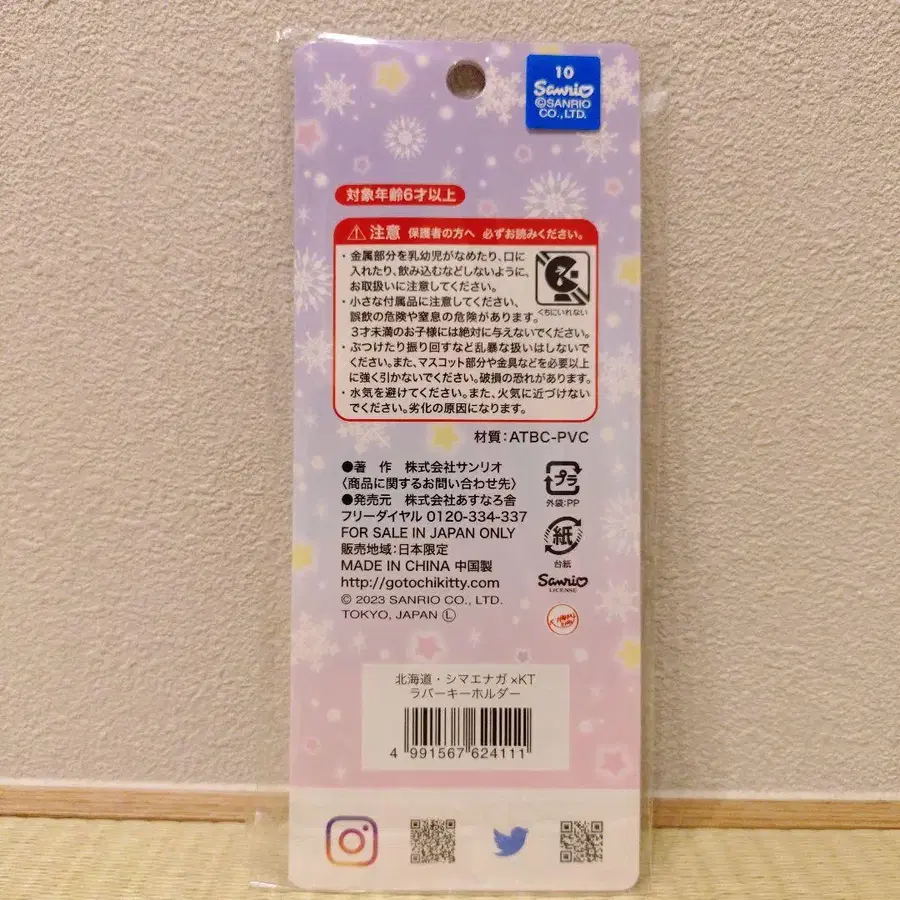 10
Sanrio
©SANRIO
CO.,LTD.
対象年齢6才以上
⚠注意 保護者の方へ 必ずお読みください。
・金属部分を乳幼児がなめたり、口に
入れたり、飲み込むなどしないように、
お取扱いに注意してください。
くちにいれない
・小さな付属品に注意してください、
誤飲の危険や窒息の危険があります。
3才未満のお子様には絶対に与えないでください。
・ぶつけたり振り回すなど乱暴な扱いはしないで
ください。また、マスコット部分や金具などを必要以上
に強く引かないでください。破損の恐れがあります。
・水気を避けてください。また、火気に近づけない
でください。劣化の原因になります。
材質：ATBC-PVC
●著 作 株式会社サンリオ
〈商品に関するお問い合わせ先〉
●発売元 株式会社あすなろ舎
フリーダイヤル 0120-334-337
FOR SALE IN JAPAN ONLY
販売地域：日本限定
MADE IN CHINA 中国製
http://gotochikitty.com
© 2023 SANRIO CO., LTD.
TOKYO, JAPAN Ⓛ
プラ
外袋：PP
紙
台紙
Sanrio
LICENSE
北海道・シマエナガ×KT
ラバーキーホルダー
4 991567 624111